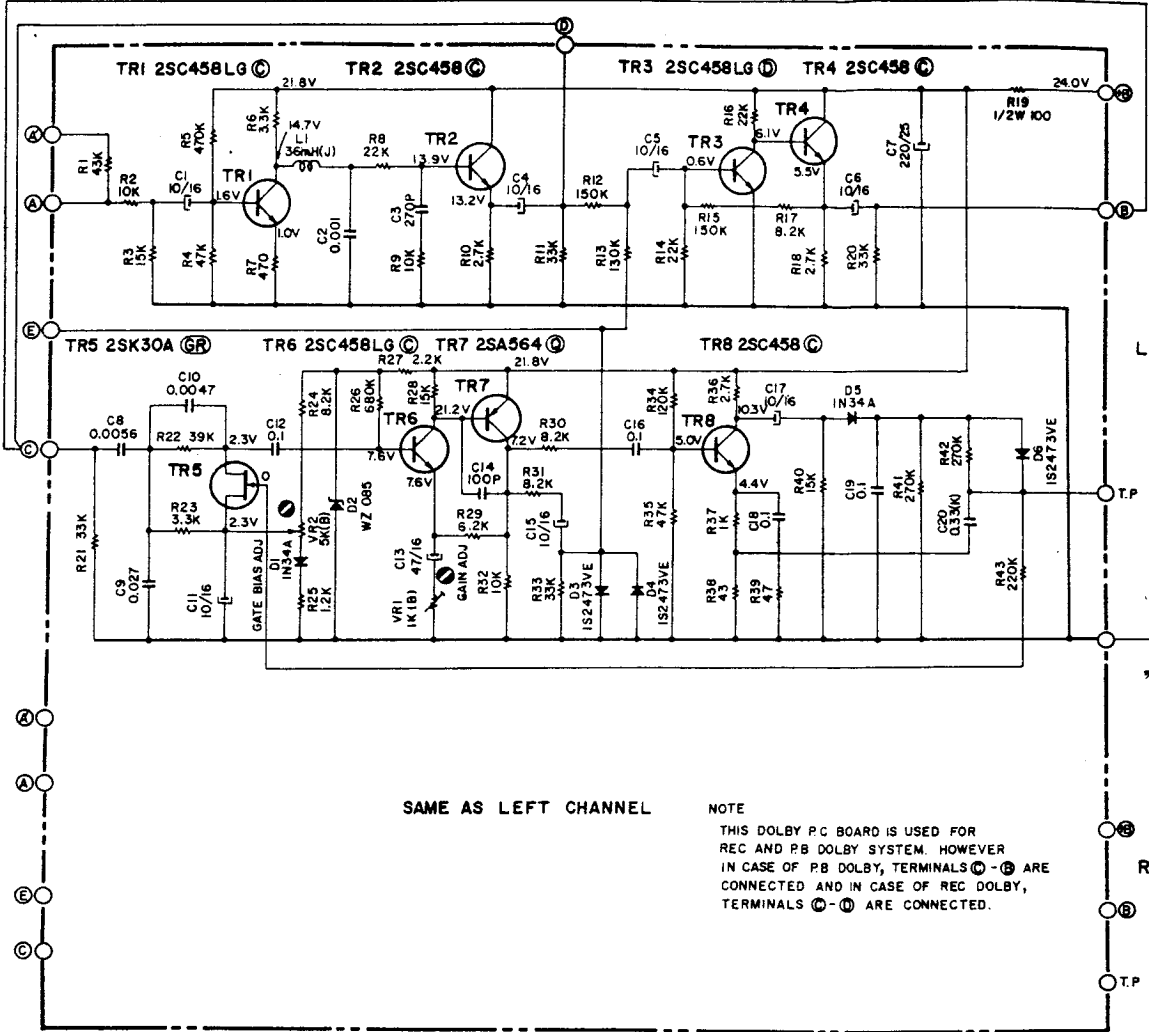 Ⓓ
TR1 2SC458LG Ⓒ
TR2 2SC458 Ⓒ
TR3 2SC458LG Ⓓ
TR4 2SC458 Ⓒ
21.8V
24.0V
+B
R19
1/2W 100
A'
R1
43K
R2
10K
C1
10/16
R5
470K
R6
3.3K
14.7V
L1
36mH(J)
R8
22K
TR1
1.6V
1.0V
Ⓐ
R3
15K
R4
47K
R7
470
C2
0.001
C3
270P
R9
10K
13.9V
TR2
13.2V
C4
10/16
R10
2.7K
R11
33K
R12
150K
R13
130K
C5
10/16
0.6V
TR3
R16
22K
6.1V
TR4
5.5V
C6
10/16
C7
220/25
R14
22K
R15
150K
R17
8.2K
R18
2.7K
R20
33K
Ⓑ
Ⓔ
L
TR5 2SK30A GR
TR6 2SC458LG Ⓒ
TR7 2SA564 Ⓠ
TR8 2SC458 Ⓒ
C10
0.0047
C8
0.0056
R22 39K
2.3V
C12
0.1
R24
8.2K
R26
680K
R27 2.2K
R28
15K
21.8V
21.2V
TR7
TR6
7.6V
7.6V
7.2V
R30
8.2K
C16
0.1
R34
120K
R36
2.7K
10.3V
C17
10/16
D5
1N34A
TR8
5.0V
4.4V
Ⓒ
TR5
0
R23
3.3K
2.3V
R21 33K
C9
0.027
C11
10/16
GATE BIAS ADJ
VR2
5K(B)
D1
1N34A
R25
1.2K
D2
WZ 085
C14
100P
R29
6.2K
C13
47/16
VR1
1K(B)
GAIN ADJ
R31
8.2K
C15
10/16
R32
10K
R33
33K
D3
1S2473VE
D4
1S2473VE
R35
47K
R37
1K
C18
0.1
R38
43
R39
47
R40
15K
C19
0.1
R41
270K
R42
270K
C20
0.33(K)
D6
1S2473VE
R43
220K
T.P
A'
Ⓐ
Ⓔ
Ⓒ
SAME AS LEFT CHANNEL
NOTE
THIS DOLBY P.C BOARD IS USED FOR
REC AND P.B DOLBY SYSTEM. HOWEVER
IN CASE OF P.B DOLBY, TERMINALS Ⓒ - Ⓑ ARE
CONNECTED AND IN CASE OF REC DOLBY,
TERMINALS Ⓒ - Ⓓ ARE CONNECTED.
+B
R
Ⓑ
T.P